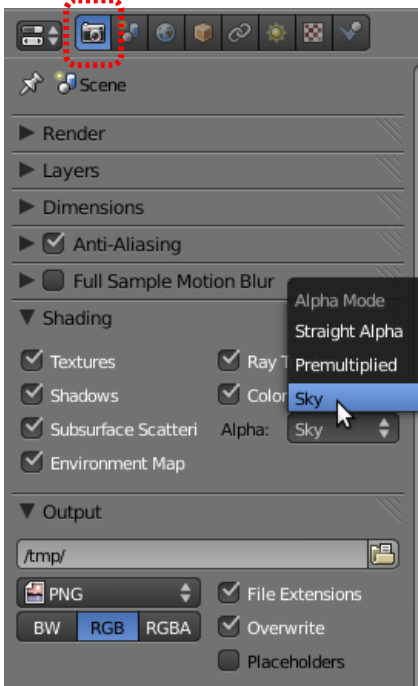 Scene
Render
Layers
Dimensions
Anti-Aliasing
Full Sample Motion Blur
Alpha Mode
Shading
Straight Alpha
Textures
Ray T
Premultiplied
Shadows
Color
Sky
Subsurface Scatteri
Alpha:
Sky
Environment Map
Output
/tmp/
PNG
File Extensions
BW
RGB
RGBA
Overwrite
Placeholders